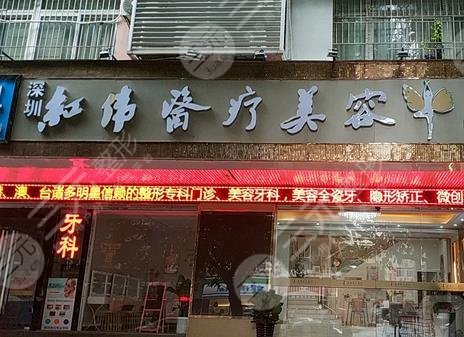 深圳
红伟医疗美容
港、澳、台诸多明星信赖的整形专科门诊、美容牙科，美容全瓷牙、隐形矫正、微创
牙科